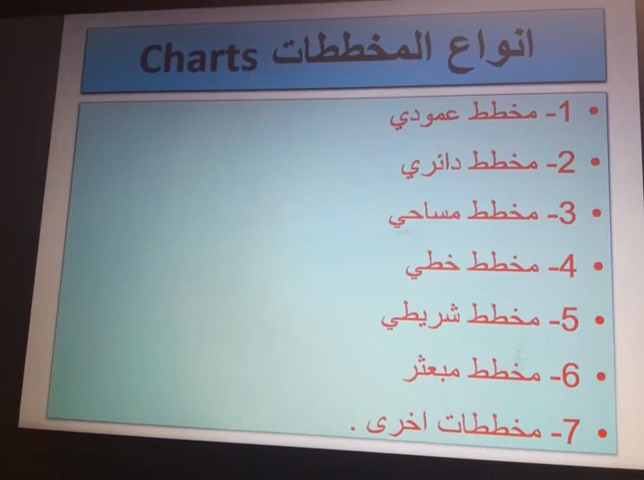 انواع المخططات Charts
• 1- مخطط عمودي
• 2- مخطط دائري
• 3- مخطط مساحي
• 4- مخطط خطي
• 5- مخطط شريطي
• 6- مخطط مبعثر
• 7- مخططات اخرى .